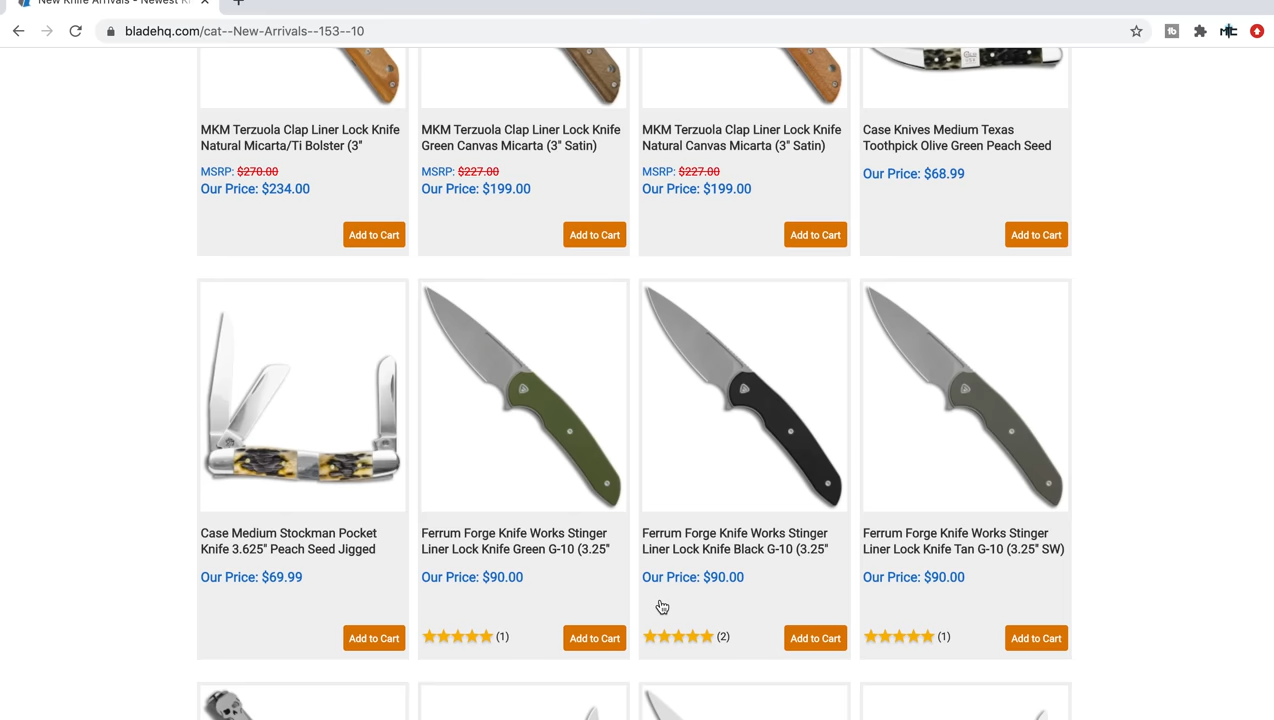 New Knife Arrivals - Newest K
bladehq.com/cat--New-Arrivals--153--10
MKM Terzuola Clap Liner Lock Knife
Natural Micarta/Ti Bolster (3"
MSRP: $270.00
Our Price: $234.00
Add to Cart
MKM Terzuola Clap Liner Lock Knife
Green Canvas Micarta (3" Satin)
MSRP: $227.00
Our Price: $199.00
Add to Cart
MKM Terzuola Clap Liner Lock Knife
Natural Canvas Micarta (3" Satin)
MSRP: $227.00
Our Price: $199.00
Add to Cart
Case Knives Medium Texas
Toothpick Olive Green Peach Seed
Our Price: $68.99
Add to Cart
Case Medium Stockman Pocket
Knife 3.625" Peach Seed Jigged
Our Price: $69.99
Add to Cart
Ferrum Forge Knife Works Stinger
Liner Lock Knife Green G-10 (3.25"
Our Price: $90.00
(1)
Add to Cart
Ferrum Forge Knife Works Stinger
Liner Lock Knife Black G-10 (3.25"
Our Price: $90.00
(2)
Add to Cart
Ferrum Forge Knife Works Stinger
Liner Lock Knife Tan G-10 (3.25" SW)
Our Price: $90.00
(1)
Add to Cart